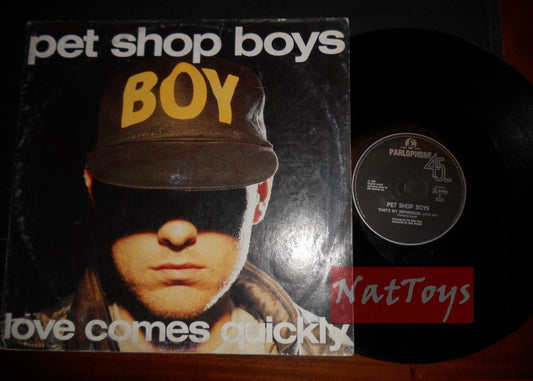 pet shop boys
BOY
love comes quickly
PARLOPHONE
45
PET SHOP BOYS
THAT'S MY IMPRESSION
NatToys